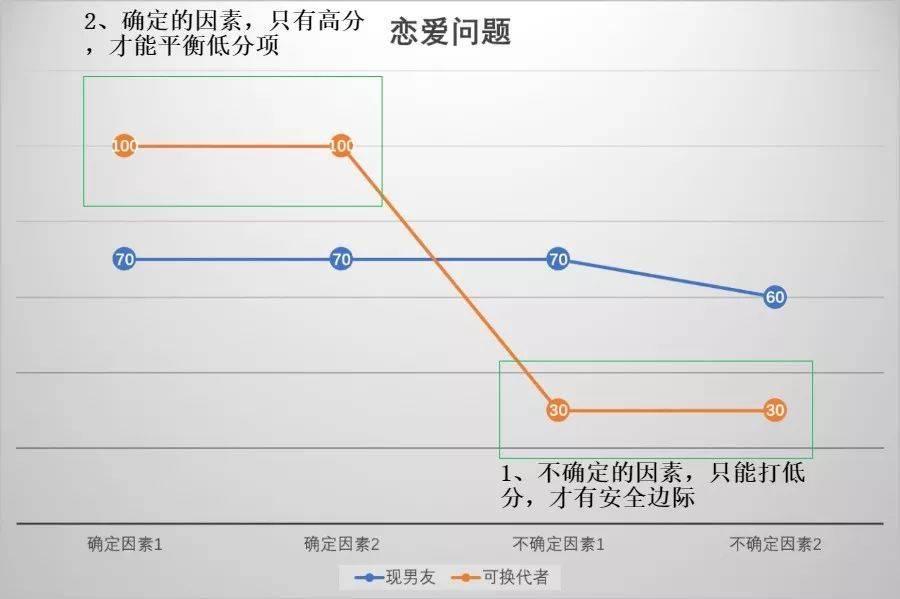 2、确定的因素，只有高分
，才能平衡低分项
恋爱问题
100
100
70
70
70
60
30
30
1、不确定的因素，只能打低
分，才有安全边际
确定因素1
确定因素2
不确定因素1
不确定因素2
现男友
可换代者